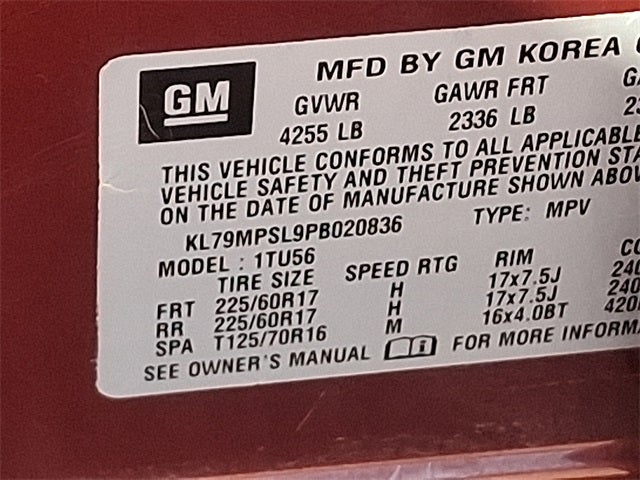 GM
MFD BY GM KOREA
GVWR GAWR FRT
4255 LB 2336 LB
THIS VEHICLE CONFORMS TO ALL APPLICABLE
VEHICLE SAFETY AND THEFT PREVENTION
ON THE DATE OF MANUFACTURE SHOWN
KL79MPSL9PB020836 TYPE: MPV
MODEL : 1TU56
TIRE SIZE SPEED RTG RIM
FRT 225/60R17 H 17x7.5J
RR 225/60R17 H 17x7.5J
SPA T125/70R16 M 16x4.0BT
SEE OWNER'S MANUAL FOR MORE